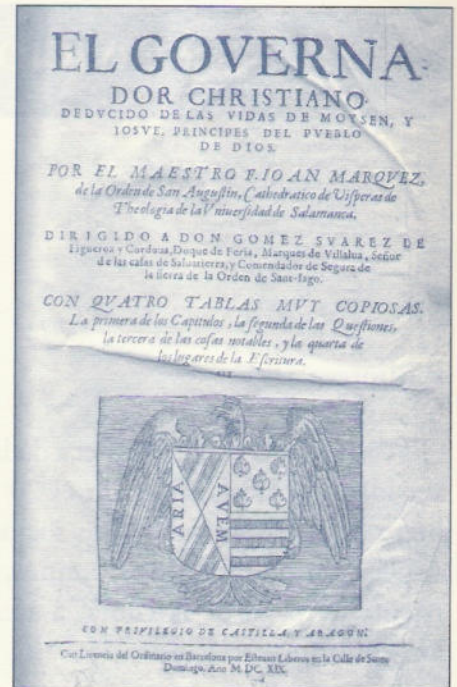 EL GOVERNA-
DOR CHRISTIANO
DEDVCIDO DE LAS VIDAS DE MOYSEN, Y
IOSVE, PRINCIPES DEL PVEBLO
DE DIOS.
POR EL MAESTRO F. IOAN MARQVEZ,
de la Orden de San Augustin, Cathedratico de Visperas de
Theologia de la Vniversidad de Salamanca.
DIRIGIDO A DON GOMEZ SVAREZ DE
Figueroa y Cordoua, Duque de Feria, Marques de Villalua, Señor
de las casas de Saluatierra, y Comendador de Segura de
la sierra de la Orden de Sant-Iago.
CON QVATRO TABLAS MVY COPIOSAS.
La primera de los Capitulos, la segunda de las Questiones,
la tercera de las cosas notables, y la quarta de
los lugares de la Escritura.
AVEM
ARIA
CON PRIVILEGIO DE CASTILLA, Y ARAGON.
Con Licencia del Ordinario en Barcelona por Esteuan Liberos en la Calle de Santo
Domingo. Año M. DC. XIX.